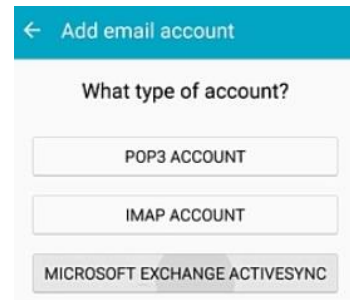 Add email account
What type of account?
POP3 ACCOUNT
IMAP ACCOUNT
MICROSOFT EXCHANGE ACTIVESYNC